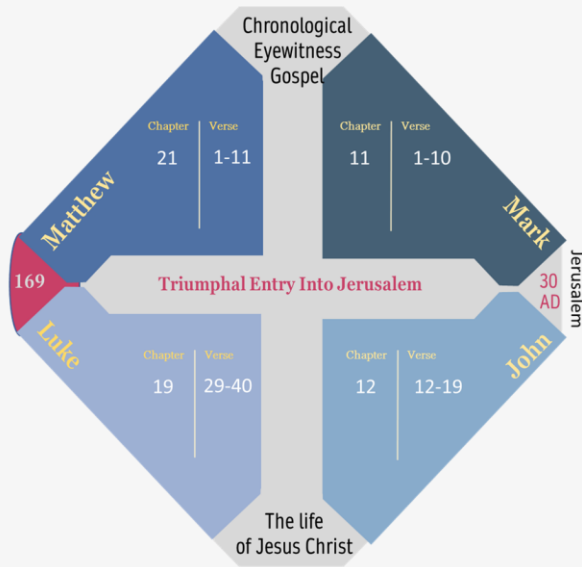 Chronological
Eyewitness
Gospel
Chapter Verse
21 1-11
Matthew
Chapter Verse
11 1-10
Mark
169
Triumphal Entry Into Jerusalem
30
AD
Jerusalem
Luke
Chapter Verse
19 29-40
John
Chapter Verse
12 12-19
The life
of Jesus Christ